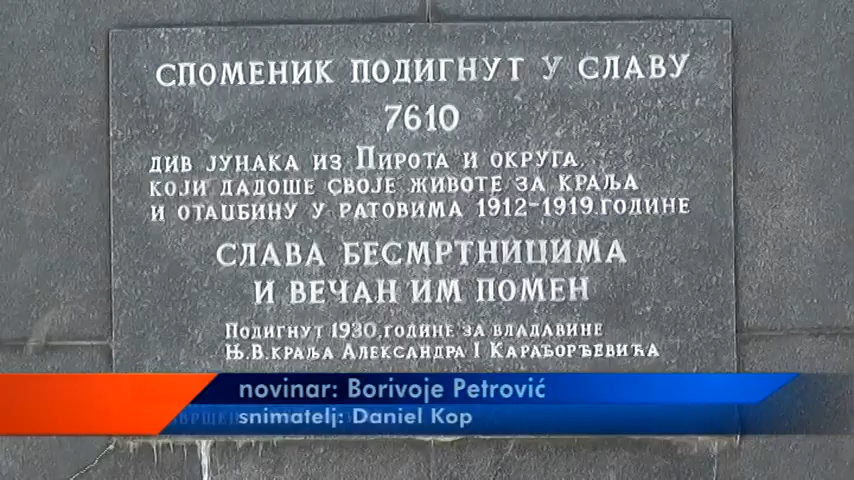 СПОМЕНИК ПОДИГНУТ У СЛАВУ
7610
ДИВ ЈУНАКА ИЗ ПИРОТА И ОКРУГА,
КОЈИ ДАДОШЕ СВОЈЕ ЖИВОТЕ ЗА КРАЉА
И ОТАЏБИНУ У РАТОВИМА 1912-1919.ГОДИНЕ
СЛАВА БЕСМРТНИЦИМА
И ВЕЧАН ИМ ПОМЕН
ПОДИГНУТ 1930.ГОДИНЕ ЗА ВЛАДАВИНЕ
Њ.В.КРАЉА АЛЕКСАНДРА I КАРАЂОРЂЕВИЋА
novinar: Borivoje Petrović
snimatelj: Daniel Kop